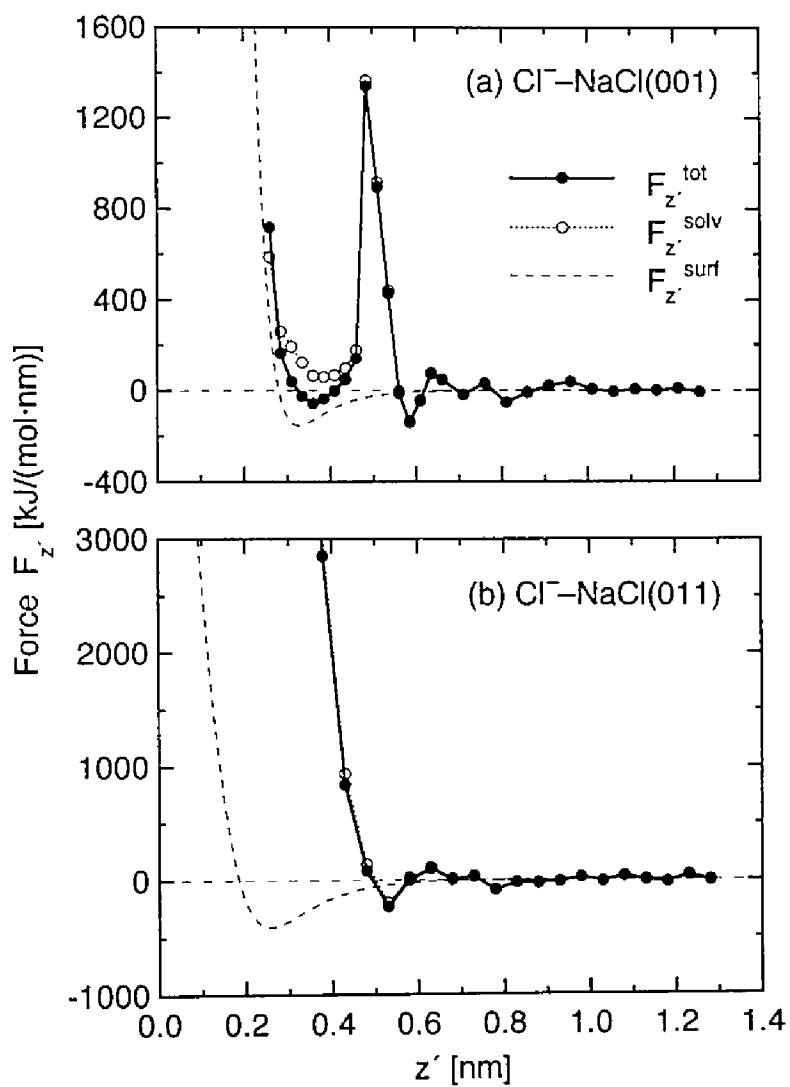 1600
(a) Cl⁻–NaCl(001)
1200
F_z′^tot
800
F_z′^solv
F_z′^surf
400
0
-400
3000
(b) Cl⁻–NaCl(011)
2000
1000
0
-1000
Force F_z′ [kJ/(mol·nm)]
0.0 0.2 0.4 0.6 0.8 1.0 1.2 1.4
z′ [nm]